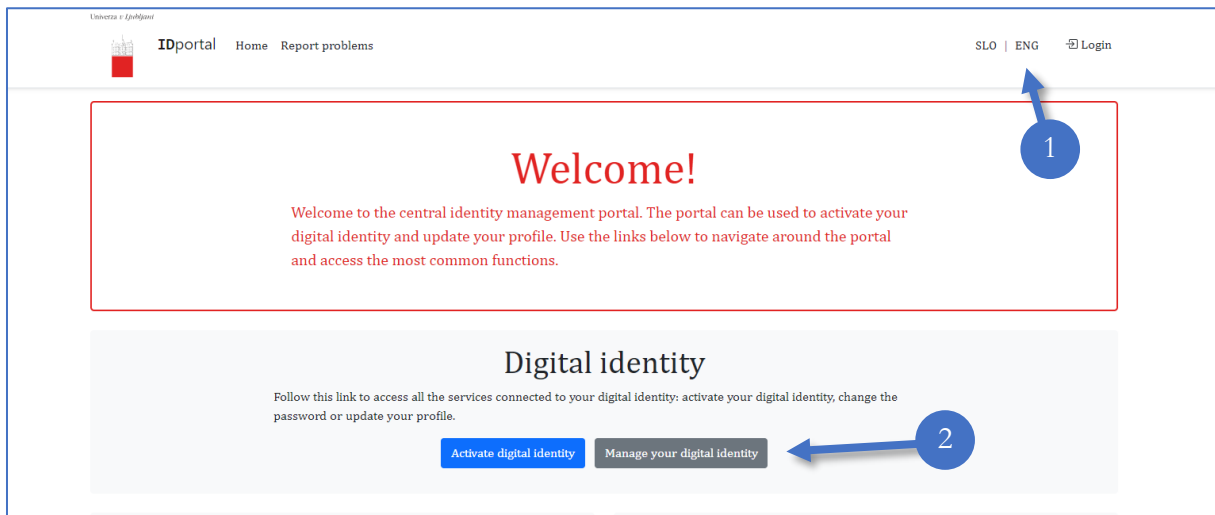 Univerza v Ljubljani
IDportal Home Report problems SLO | ENG Login
1
Welcome!
Welcome to the central identity management portal. The portal can be used to activate your
digital identity and update your profile. Use the links below to navigate around the portal
and access the most common functions.
Digital identity
Follow this link to access all the services connected to your digital identity: activate your digital identity, change the
password or update your profile.
Activate digital identity Manage your digital identity
2